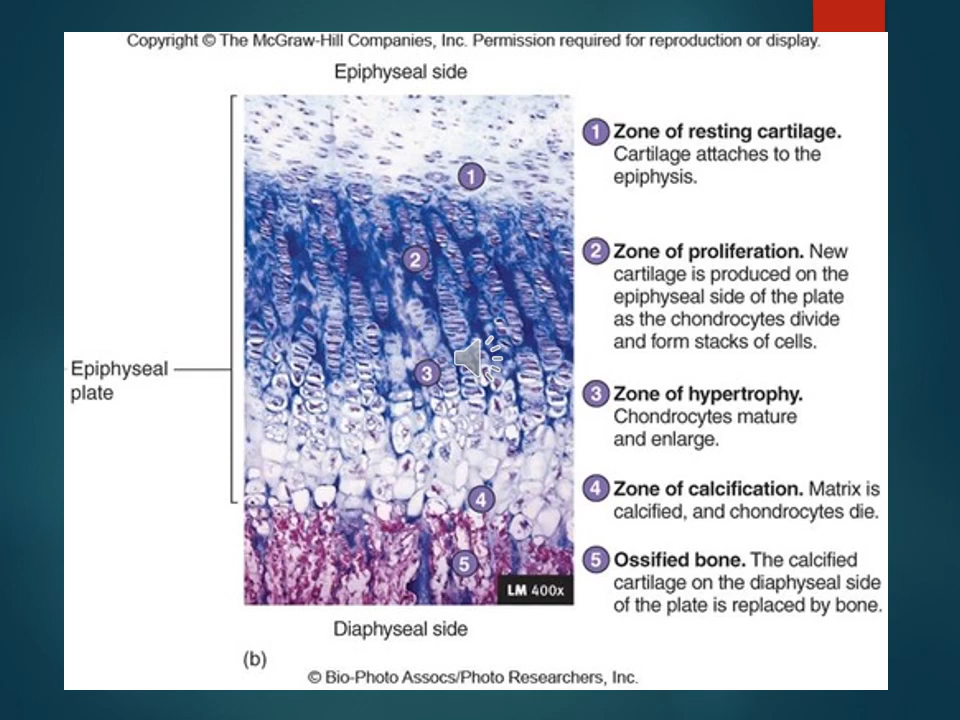 Copyright © The McGraw-Hill Companies, Inc. Permission required for reproduction or display.
Epiphyseal side
1 Zone of resting cartilage.
Cartilage attaches to the
epiphysis.
1
2 Zone of proliferation. New
cartilage is produced on the
epiphyseal side of the plate
as the chondrocytes divide
and form stacks of cells.
2
Epiphyseal
plate
3
3 Zone of hypertrophy.
Chondrocytes mature
and enlarge.
4
4 Zone of calcification. Matrix is
calcified, and chondrocytes die.
5
5 Ossified bone. The calcified
cartilage on the diaphyseal side
of the plate is replaced by bone.
LM 400x
Diaphyseal side
(b)
© Bio-Photo Assocs/Photo Researchers, Inc.